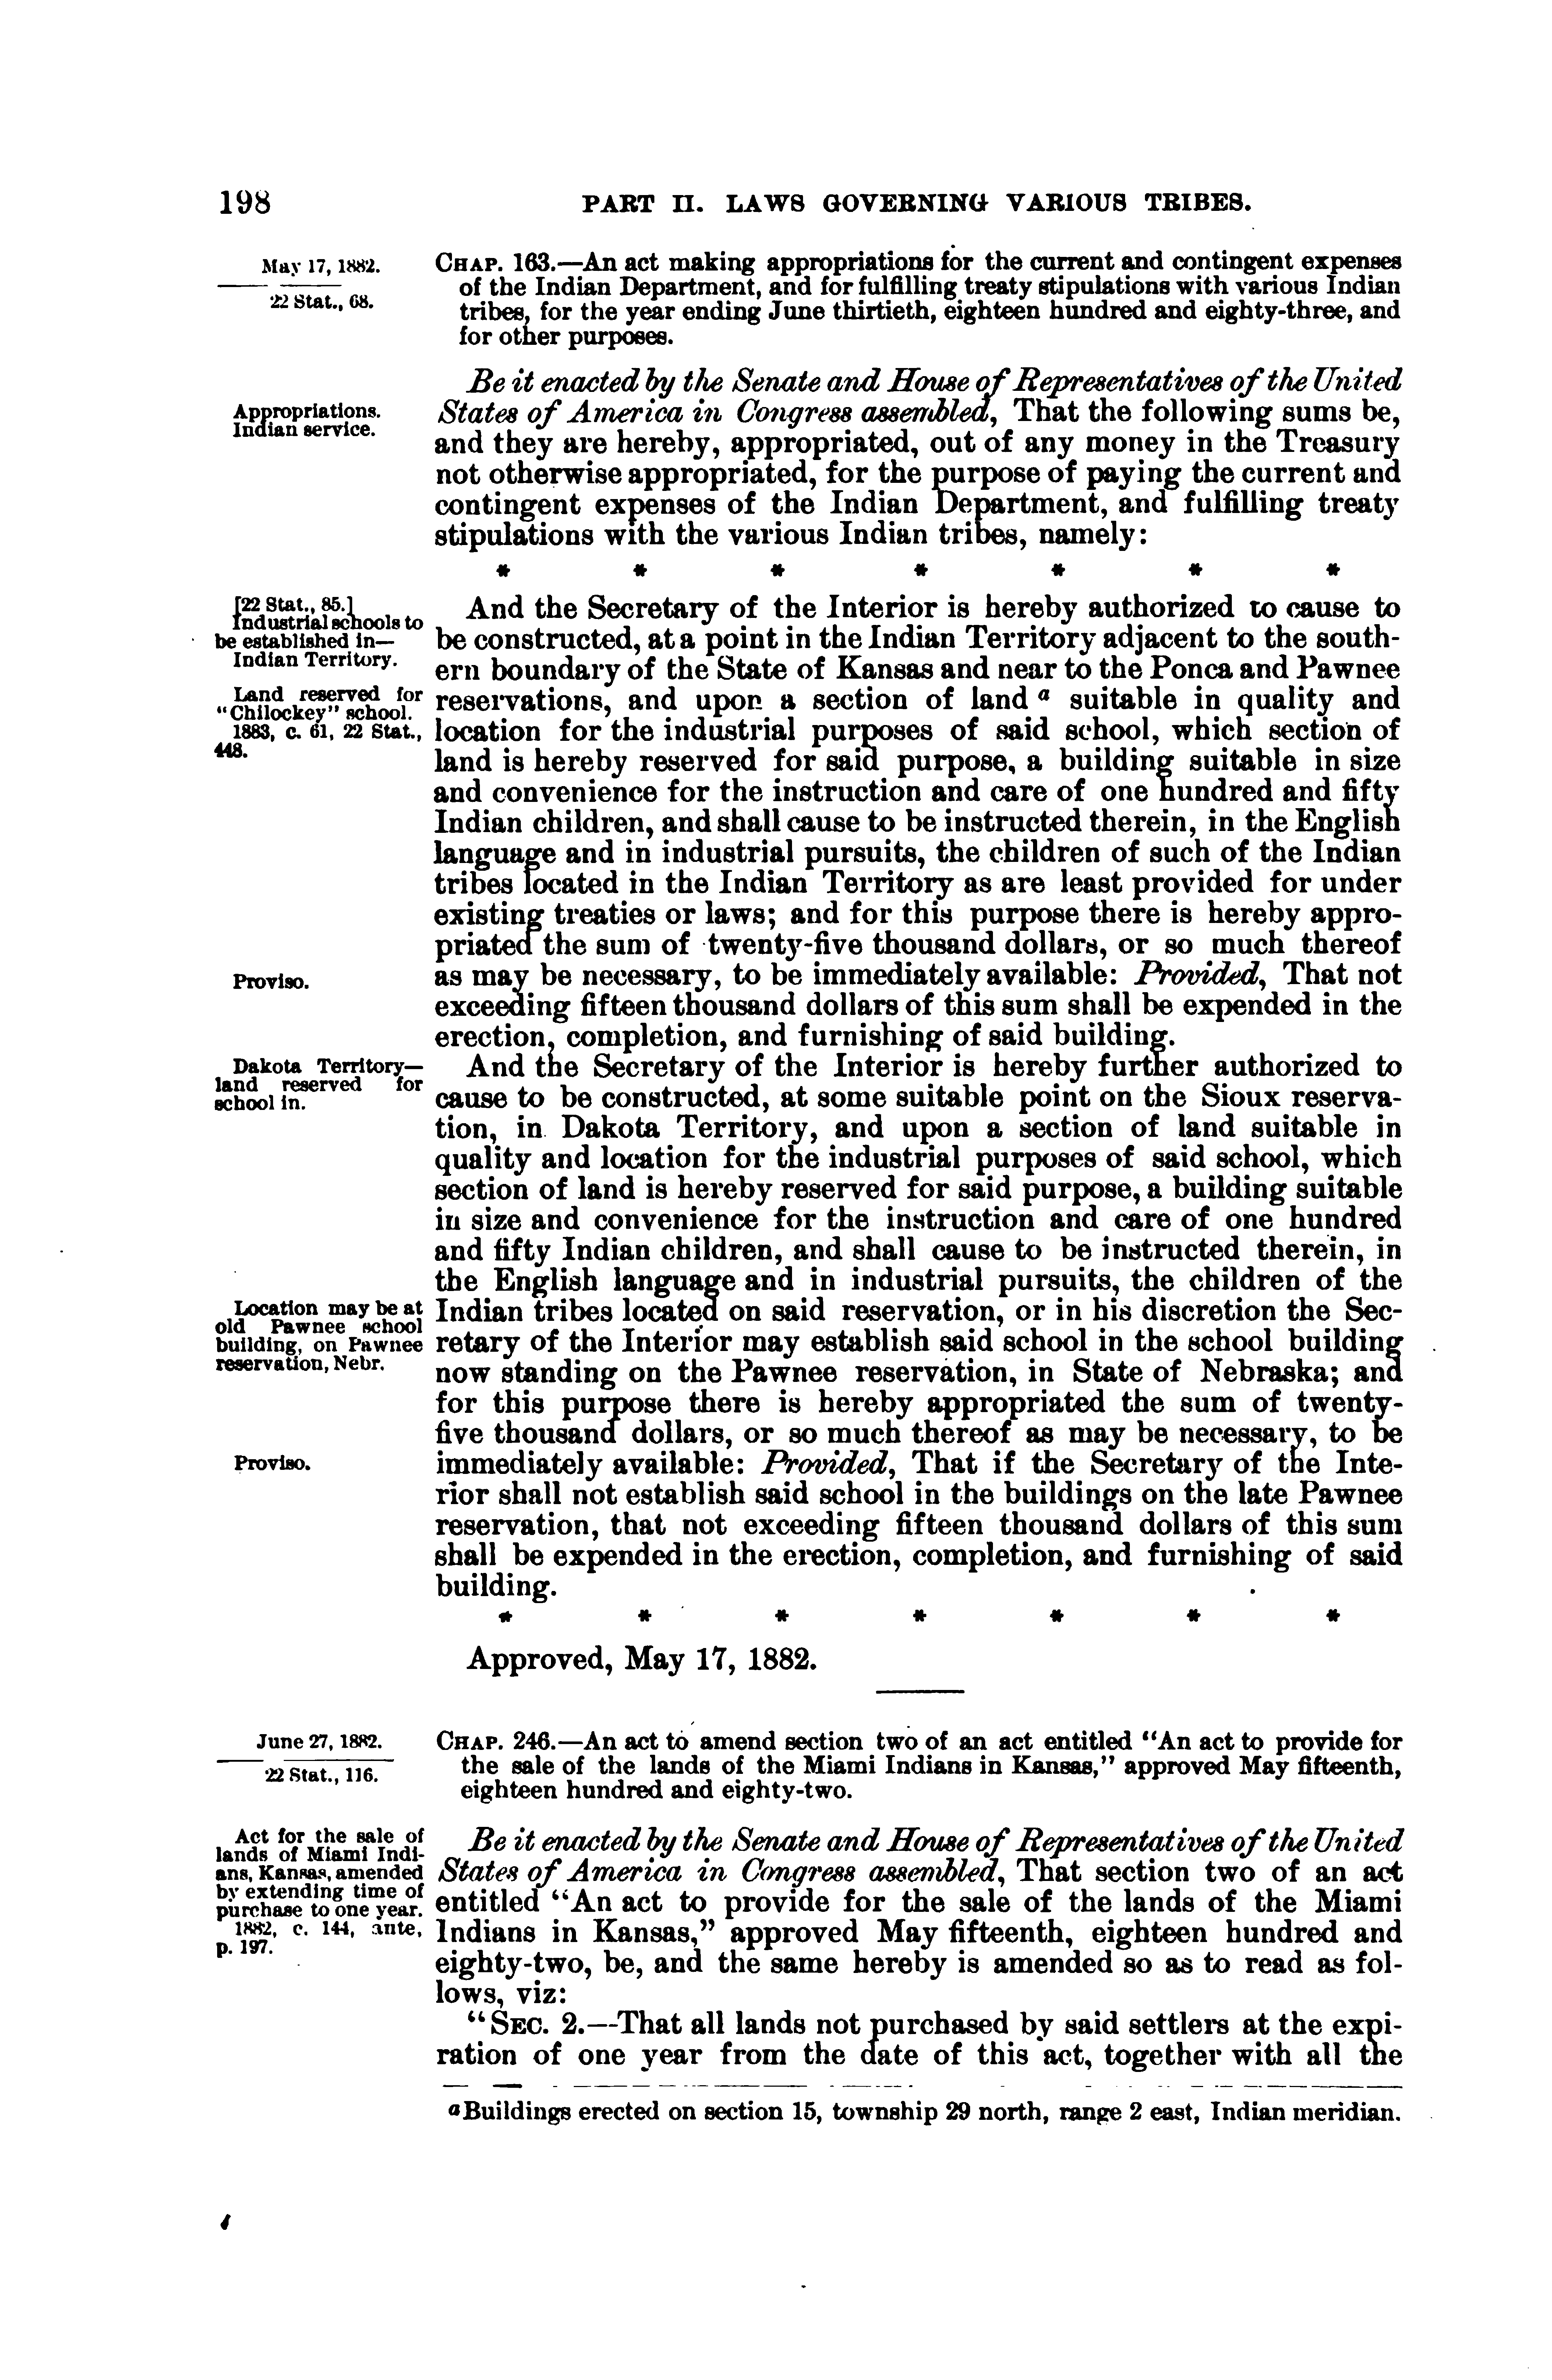 198
PART II. LAWS GOVERNING VARIOUS TRIBES.
May 17, 1882.
22 Stat., 68.
CHAP. 163.—An act making appropriations for the current and contingent expenses
of the Indian Department, and for fulfilling treaty stipulations with various Indian
tribes, for the year ending June thirtieth, eighteen hundred and eighty-three, and
for other purposes.
Appropriations.
Indian service.
Be it enacted by the Senate and House of Representatives of the United
States of America in Congress assembled, That the following sums be,
and they are hereby, appropriated, out of any money in the Treasury
not otherwise appropriated, for the purpose of paying the current and
contingent expenses of the Indian Department, and fulfilling treaty
stipulations with the various Indian tribes, namely:
* * * * * * *
[22 Stat., 85.]
Industrial schools to
be established in—
Indian Territory.
Land reserved for
"Chilockey" school.
1883, c. 61, 22 Stat.,
448.
And the Secretary of the Interior is hereby authorized to cause to
be constructed, at a point in the Indian Territory adjacent to the south-
ern boundary of the State of Kansas and near to the Ponca and Pawnee
reservations, and upon a section of land a suitable in quality and
location for the industrial purposes of said school, which section of
land is hereby reserved for said purpose, a building suitable in size
and convenience for the instruction and care of one hundred and fifty
Indian children, and shall cause to be instructed therein, in the English
language and in industrial pursuits, the children of such of the Indian
tribes located in the Indian Territory as are least provided for under
existing treaties or laws; and for this purpose there is hereby appro-
priated the sum of twenty-five thousand dollars, or so much thereof
Proviso.
as may be necessary, to be immediately available: Provided, That not
exceeding fifteen thousand dollars of this sum shall be expended in the
erection, completion, and furnishing of said building.
Dakota Territory—
land reserved for
school in.
And the Secretary of the Interior is hereby further authorized to
cause to be constructed, at some suitable point on the Sioux reserva-
tion, in Dakota Territory, and upon a section of land suitable in
quality and location for the industrial purposes of said school, which
section of land is hereby reserved for said purpose, a building suitable
in size and convenience for the instruction and care of one hundred
and fifty Indian children, and shall cause to be instructed therein, in
the English language and in industrial pursuits, the children of the
Location may be at
old Pawnee school
building, on Pawnee
reservation, Nebr.
Indian tribes located on said reservation, or in his discretion the Sec-
retary of the Interior may establish said school in the school building
now standing on the Pawnee reservation, in State of Nebraska; and
for this purpose there is hereby appropriated the sum of twenty-
five thousand dollars, or so much thereof as may be necessary, to be
Proviso.
immediately available: Provided, That if the Secretary of the Inte-
rior shall not establish said school in the buildings on the late Pawnee
reservation, that not exceeding fifteen thousand dollars of this sum
shall be expended in the erection, completion, and furnishing of said
building.
* * * * * * *
Approved, May 17, 1882.
June 27, 1882.
22 Stat., 116.
CHAP. 246.—An act to amend section two of an act entitled "An act to provide for
the sale of the lands of the Miami Indians in Kansas," approved May fifteenth,
eighteen hundred and eighty-two.
Act for the sale of
lands of Miami Indi-
ans, Kansas, amended
by extending time of
purchase to one year.
1882, c. 144, ante,
p. 197.
Be it enacted by the Senate and House of Representatives of the United
States of America in Congress assembled, That section two of an act
entitled "An act to provide for the sale of the lands of the Miami
Indians in Kansas," approved May fifteenth, eighteen hundred and
eighty-two, be, and the same hereby is amended so as to read as fol-
lows, viz:
"SEC. 2.—That all lands not purchased by said settlers at the expi-
ration of one year from the date of this act, together with all the
a Buildings erected on section 15, township 29 north, range 2 east, Indian meridian.